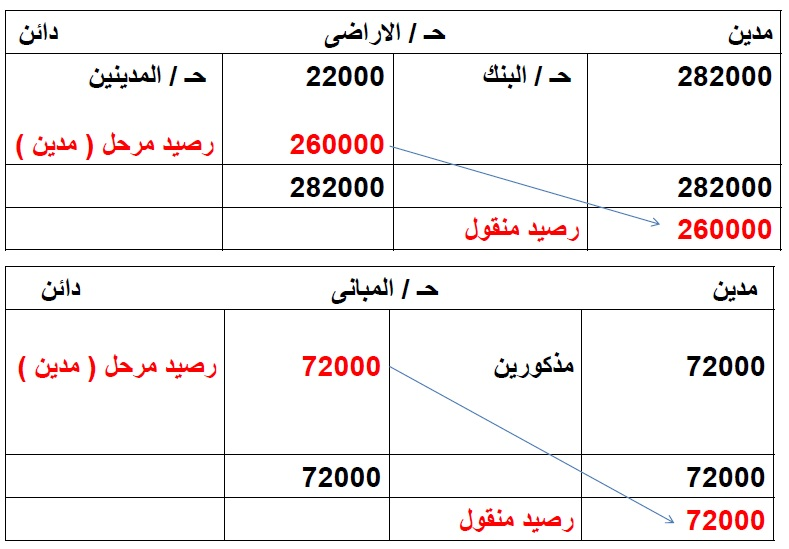 مدين حـ / الاراضى دائن
282000 حـ / البنك 22000 حـ / المدينين
260000 رصيد مرحل ( مدين )
282000 282000
260000 رصيد منقول
مدين حـ / المبانى دائن
72000 مذكورين 72000 رصيد مرحل ( مدين )
72000 72000
72000 رصيد منقول